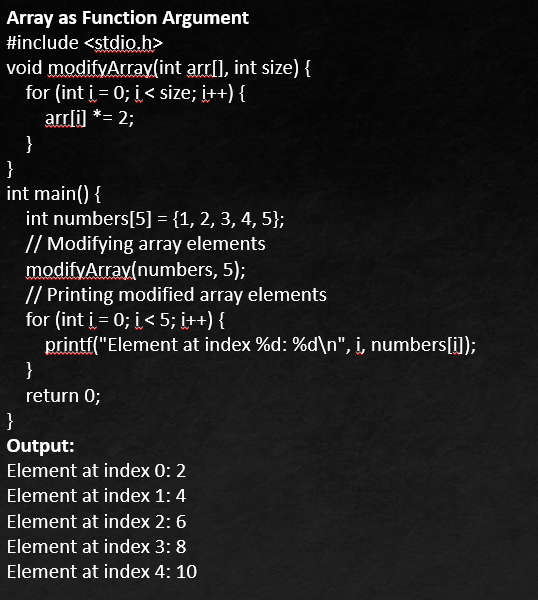 Array as Function Argument
#include <stdio.h>
void modifyArray(int arr[], int size) {
for (int i = 0; i < size; i++) {
arr[i] *= 2;
}
}
int main() {
int numbers[5] = {1, 2, 3, 4, 5};
// Modifying array elements
modifyArray(numbers, 5);
// Printing modified array elements
for (int i = 0; i < 5; i++) {
printf("Element at index %d: %d\n", i, numbers[i]);
}
return 0;
}
Output:
Element at index 0: 2
Element at index 1: 4
Element at index 2: 6
Element at index 3: 8
Element at index 4: 10